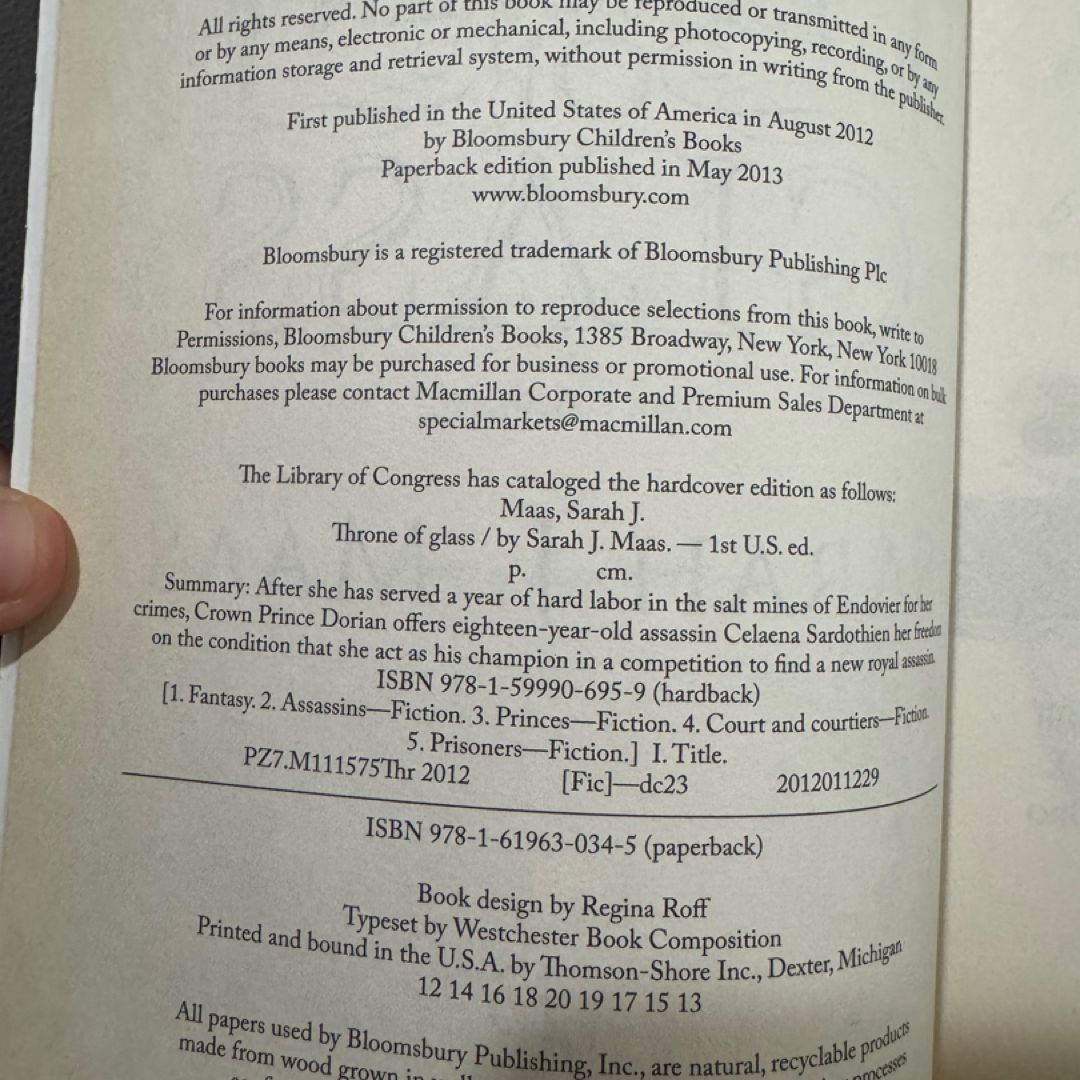 All rights reserved. No part of this book may be reproduced or transmitted in any form
or by any means, electronic or mechanical, including photocopying, recording, or by any
information storage and retrieval system, without permission in writing from the publisher.
First published in the United States of America in August 2012
by Bloomsbury Children's Books
Paperback edition published in May 2013
www.bloomsbury.com
Bloomsbury is a registered trademark of Bloomsbury Publishing Plc
For information about permission to reproduce selections from this book, write to
Permissions, Bloomsbury Children's Books, 1385 Broadway, New York, New York 10018
Bloomsbury books may be purchased for business or promotional use. For information on bulk
purchases please contact Macmillan Corporate and Premium Sales Department at
specialmarkets@macmillan.com
The Library of Congress has cataloged the hardcover edition as follows:
Maas, Sarah J.
Throne of glass / by Sarah J. Maas. — 1st U.S. ed.
p. cm.
Summary: After she has served a year of hard labor in the salt mines of Endovier for her
crimes, Crown Prince Dorian offers eighteen-year-old assassin Celaena Sardothien her freedom
on the condition that she act as his champion in a competition to find a new royal assassin.
ISBN 978-1-59990-695-9 (hardback)
[1. Fantasy. 2. Assassins—Fiction. 3. Princes—Fiction. 4. Court and courtiers—Fiction.
5. Prisoners—Fiction.] I. Title.
PZ7.M111575Thr 2012 [Fic]—dc23 2012011229
ISBN 978-1-61963-034-5 (paperback)
Book design by Regina Roff
Typeset by Westchester Book Composition
Printed and bound in the U.S.A. by Thomson-Shore Inc., Dexter, Michigan
12 14 16 18 20 19 17 15 13
All papers used by Bloomsbury Publishing, Inc., are natural, recyclable products
made from wood grown in processes